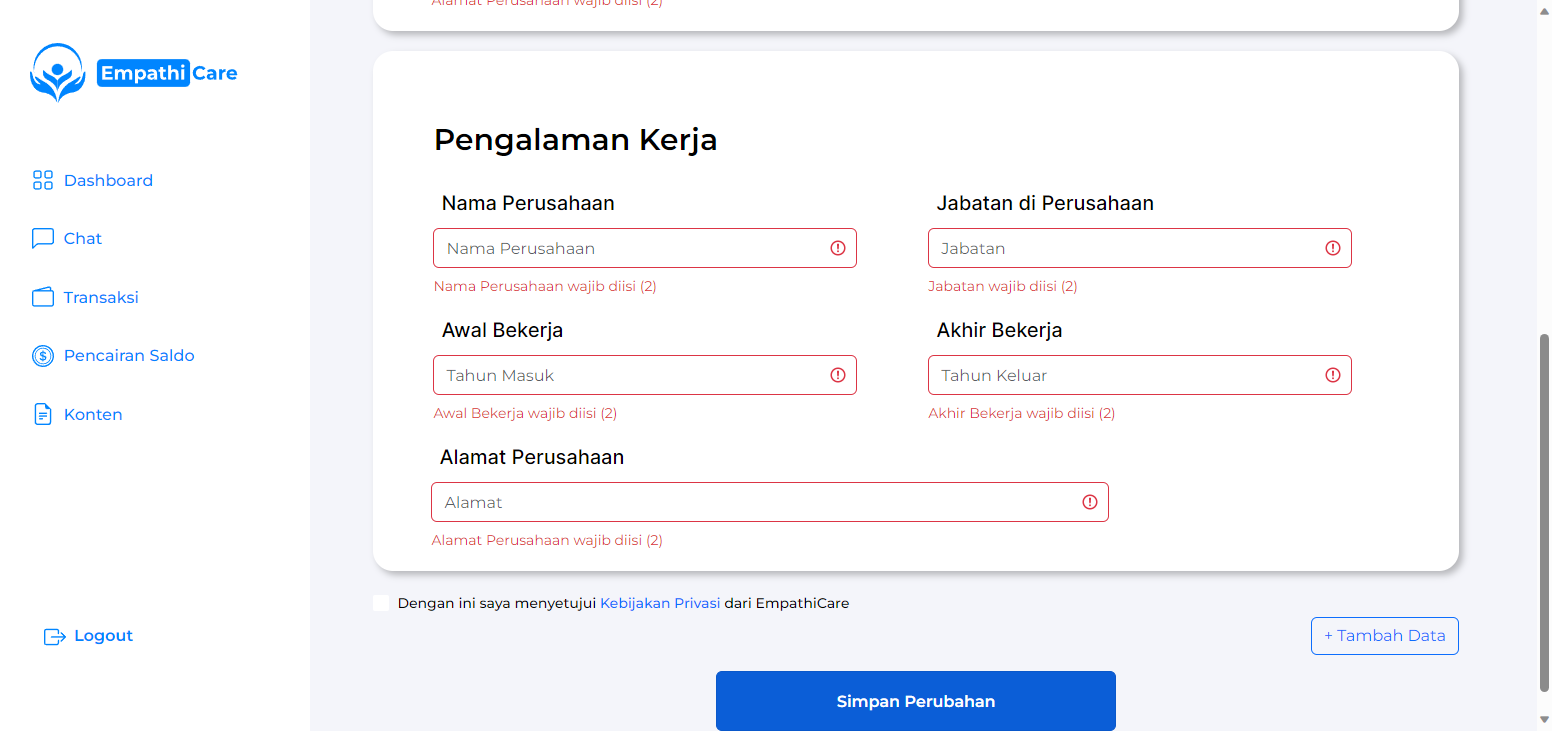 Alamat Perusahaan wajib diisi (2)
Empathi Care
Dashboard
Chat
Transaksi
Pencairan Saldo
Konten
Logout
Pengalaman Kerja
Nama Perusahaan
Jabatan di Perusahaan
Nama Perusahaan
Jabatan
Nama Perusahaan wajib diisi (2)
Jabatan wajib diisi (2)
Awal Bekerja
Akhir Bekerja
Tahun Masuk
Tahun Keluar
Awal Bekerja wajib diisi (2)
Akhir Bekerja wajib diisi (2)
Alamat Perusahaan
Alamat
Alamat Perusahaan wajib diisi (2)
Dengan ini saya menyetujui Kebijakan Privasi dari EmpathiCare
+ Tambah Data
Simpan Perubahan